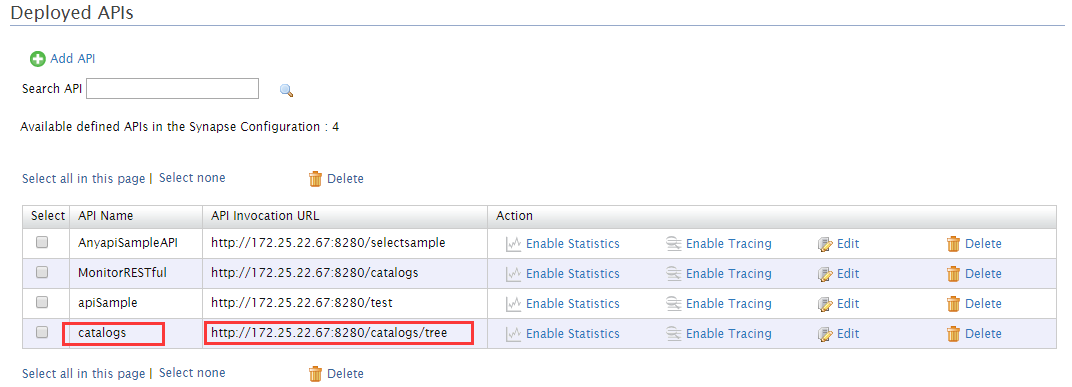 Deployed APIs
Add API
Search API
Available defined APIs in the Synapse Configuration : 4
Select all in this page | Select none Delete
Select API Name API Invocation URL Action
AnyapiSampleAPI http://172.25.22.67:8280/selectsample Enable Statistics Enable Tracing Edit Delete
MonitorRESTful http://172.25.22.67:8280/catalogs Enable Statistics Enable Tracing Edit Delete
apiSample http://172.25.22.67:8280/test Enable Statistics Enable Tracing Edit Delete
catalogs http://172.25.22.67:8280/catalogs/tree Enable Statistics Enable Tracing Edit Delete
Select all in this page | Select none Delete